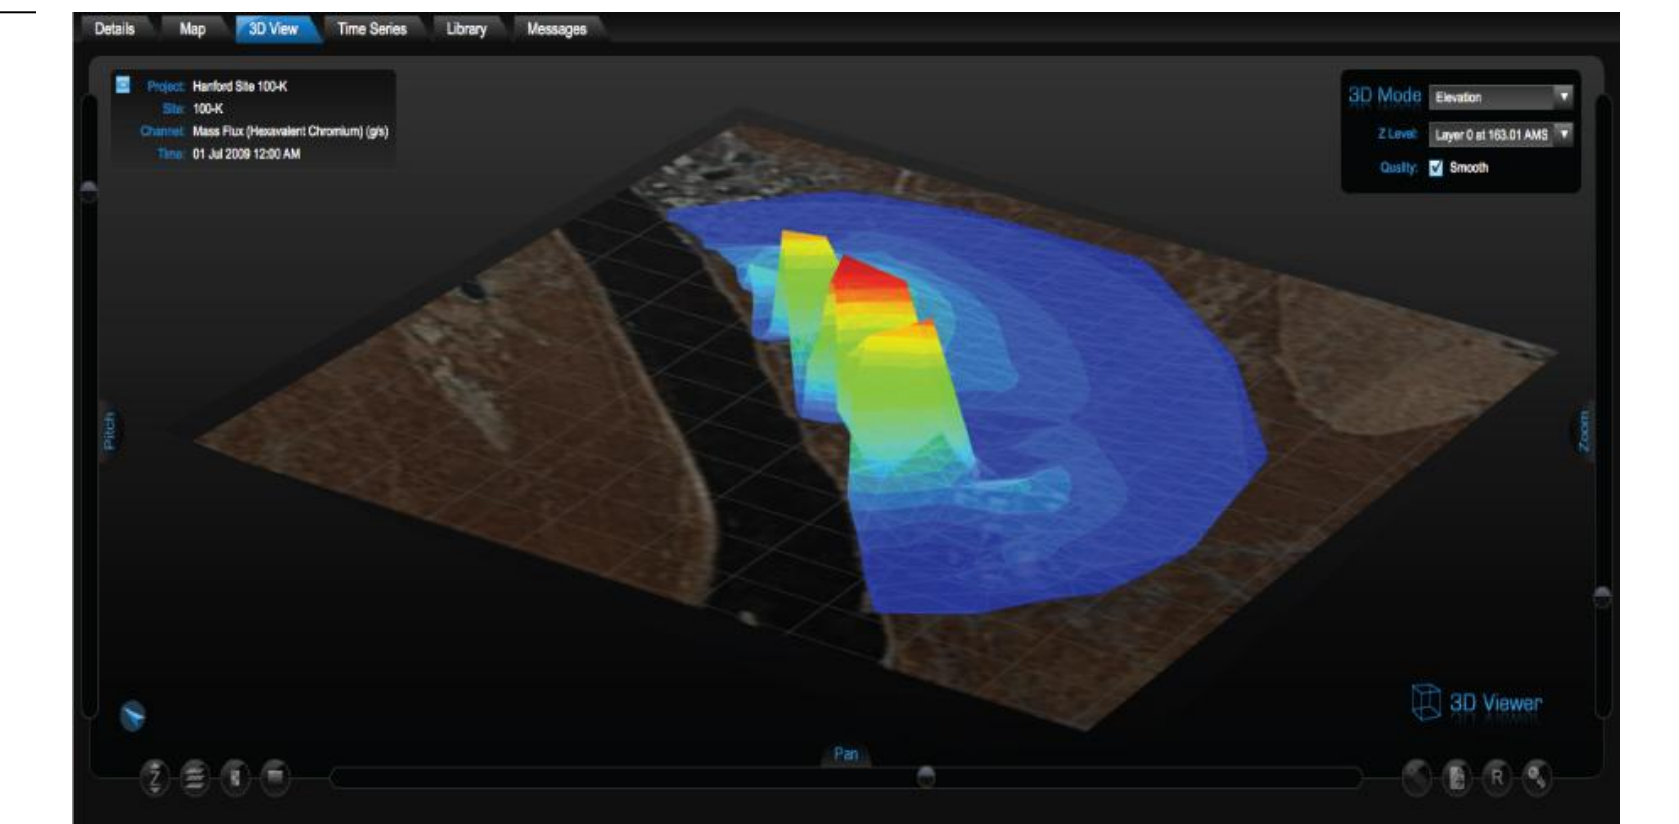 Details Map 3D View Time Series Library Messages
Project: Hanford Site 100-K
Site: 100-K
Channel: Mass Flux (Hexavalent Chromium) (g/s)
Time: 01 Jul 2009 12:00 AM
3D Mode Elevation
Z Level: Layer 0 at 163.01 AMS
Quality: Smooth
Pitch
Zoom
3D Viewer
Pan
Z
R